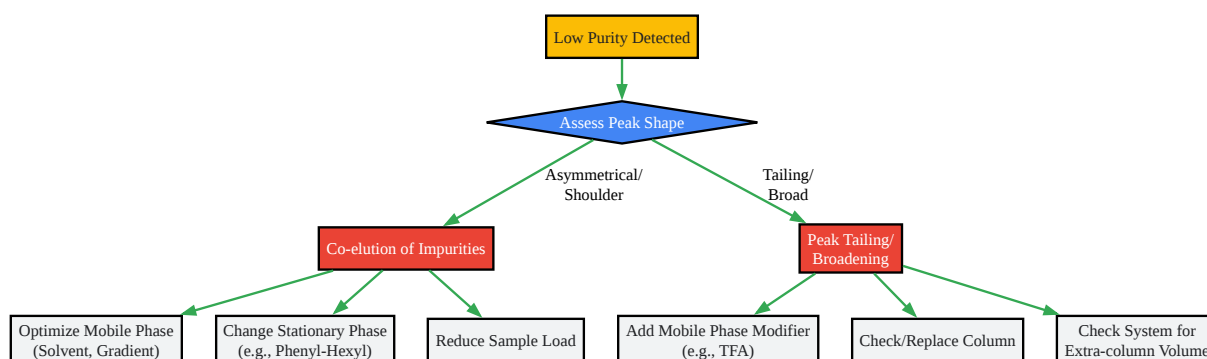 Low Purity Detected
Assess Peak Shape
Asymmetrical/
Shoulder
Tailing/
Broad
Co-elution of Impurities
Peak Tailing/
Broadening
Optimize Mobile Phase
(Solvent, Gradient)
Change Stationary Phase
(e.g., Phenyl-Hexyl)
Reduce Sample Load
Add Mobile Phase Modifier
(e.g., TFA)
Check/Replace Column
Check System for
Extra-column Volume